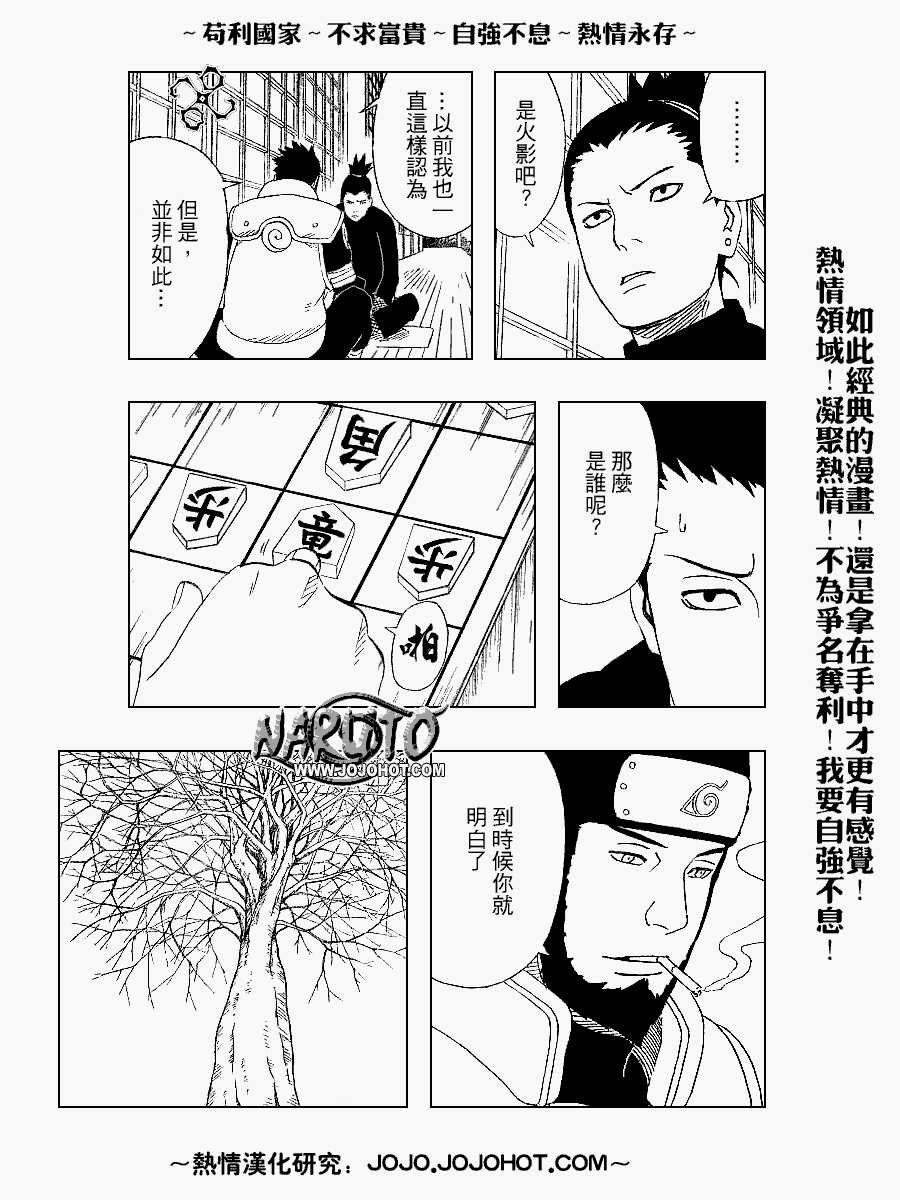 ～苟利國家～不求富貴～自強不息～熱情永存～
………
是火影吧？
…以前我也一
直這樣認為
但是，
並非如此…
那麼
是誰呢？
角
步
竜
步
啪
NARUTO
WWW.JOJOHOT.COM
到時候你就
明白了
如此經典的漫畫！還是拿在手中才更有感覺！
熱情領域！凝聚熱情！不為爭名奪利！我要自強不息！
～熱情漢化研究：JOJO.JOJOHOT.COM～